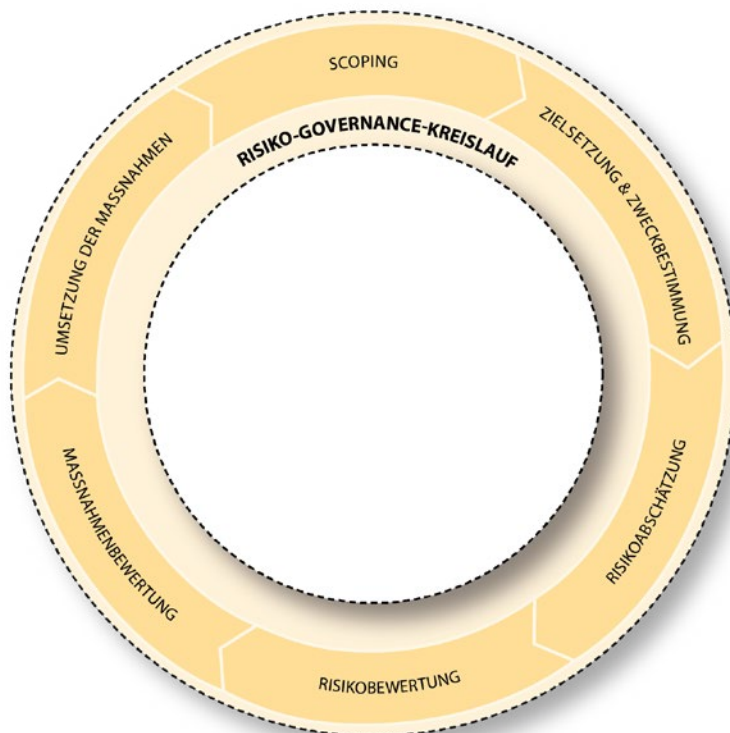 SCOPING
RISIKO-GOVERNANCE-KREISLAUF
ZIELSETZUNG & ZWECKBESTIMMUNG
RISIKOABSCHÄTZUNG
RISIKOBEWERTUNG
MASSNAHMENBEWERTUNG
UMSETZUNG DER MASSNAHMEN